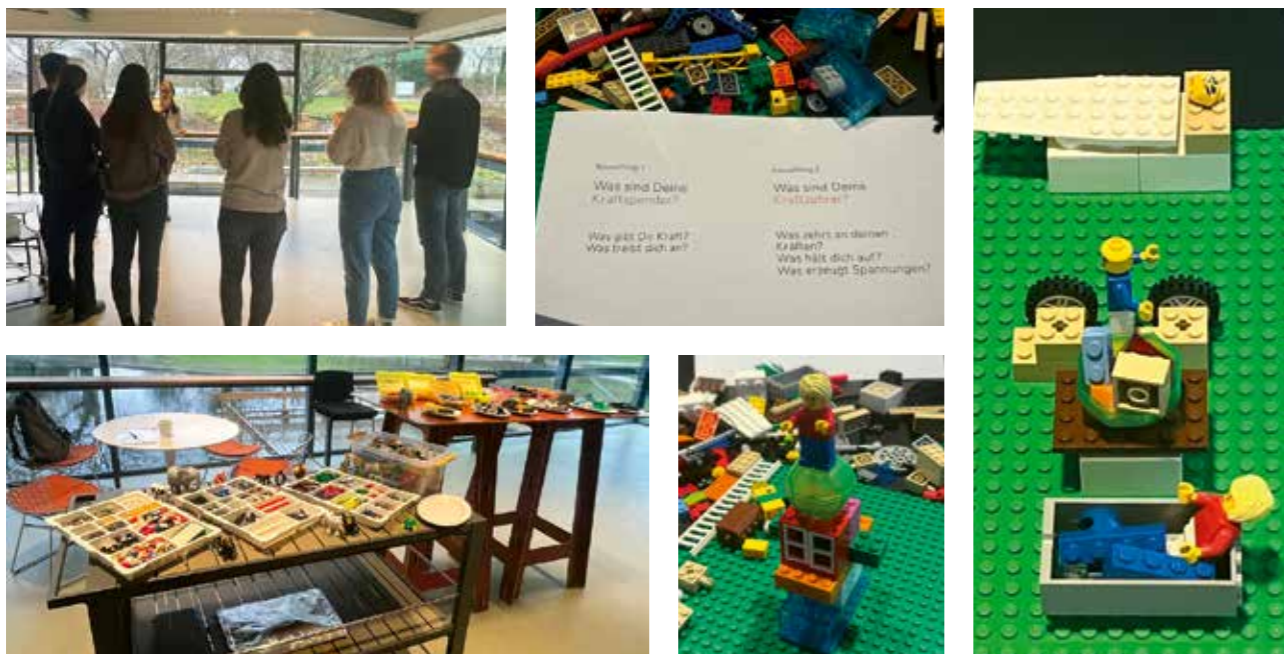 Was sind Deine
Kraftspender?
Was gibt Dir Kraft?
Was treibt dich an?
Was sind Deine
Kraftzehrer?
Was zehrt an deinen
Kräften?
Was hält dich auf?
Was erzeugt Spannungen?